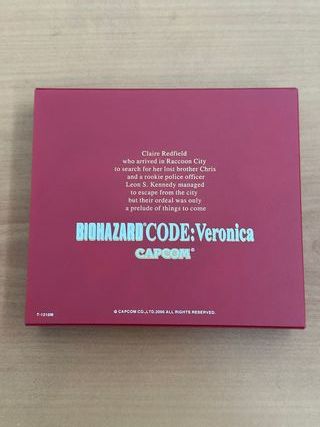 Claire Redfield
who arrived in Raccoon City
to search for her lost brother Chris
and a rookie police officer
Leon S. Kennedy managed
to escape from the city
but their ordeal was only
a prelude of things to come
BIOHAZARD CODE:Veronica
CAPCOM®
T-1210M © CAPCOM CO.,LTD.2000 ALL RIGHTS RESERVED.